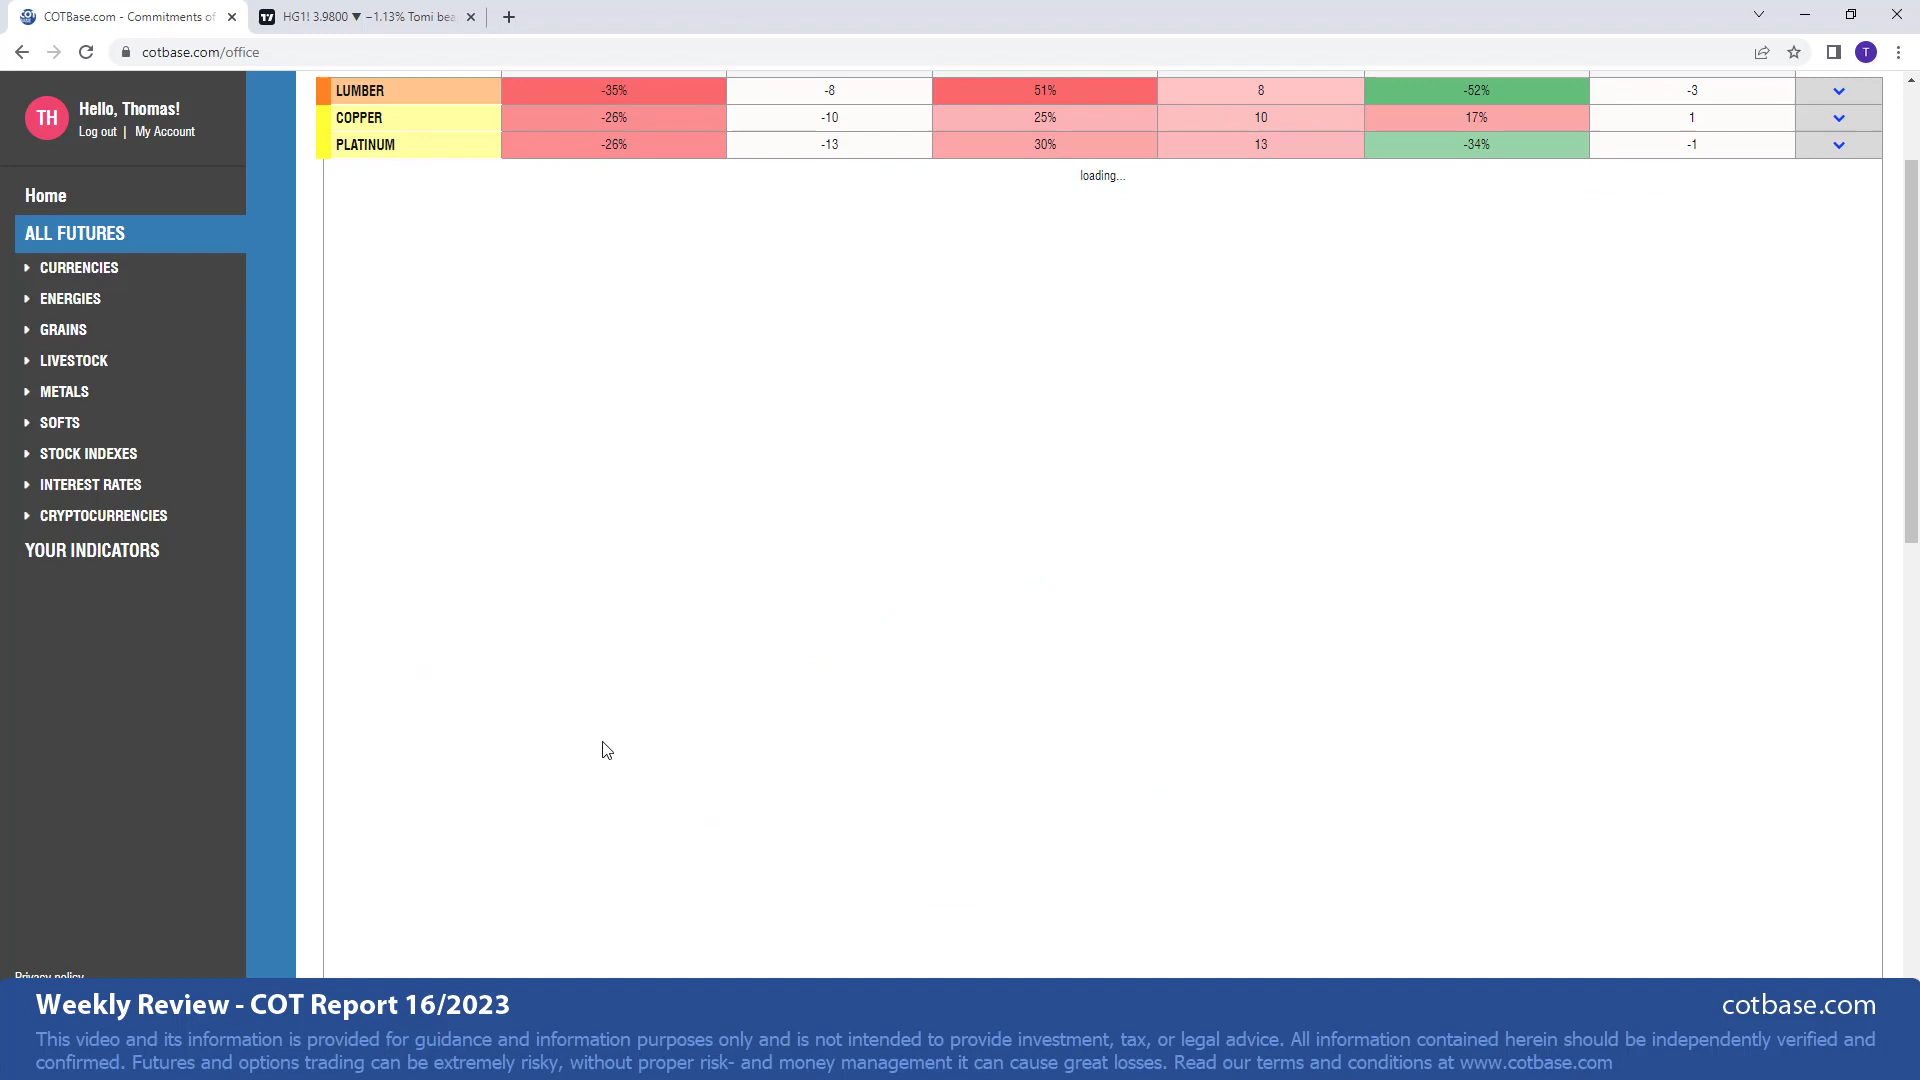 COTBase.com - Commitments of
HG1! 3.9800 ▼ −1.13% Tomi bea
cotbase.com/office
T
TH
Hello, Thomas!
Log out | My Account
Home
ALL FUTURES
CURRENCIES
ENERGIES
GRAINS
LIVESTOCK
METALS
SOFTS
STOCK INDEXES
INTEREST RATES
CRYPTOCURRENCIES
YOUR INDICATORS
Privacy policy
LUMBER -35% -8 51% 8 -52% -3
COPPER -26% -10 25% 10 17% 1
PLATINUM -26% -13 30% 13 -34% -1
loading...
Weekly Review - COT Report 16/2023
cotbase.com
This video and its information is provided for guidance and information purposes only and is not intended to provide investment, tax, or legal advice. All information contained herein should be independently verified and
confirmed. Futures and options trading can be extremely risky, without proper risk- and money management it can cause great losses. Read our terms and conditions at www.cotbase.com